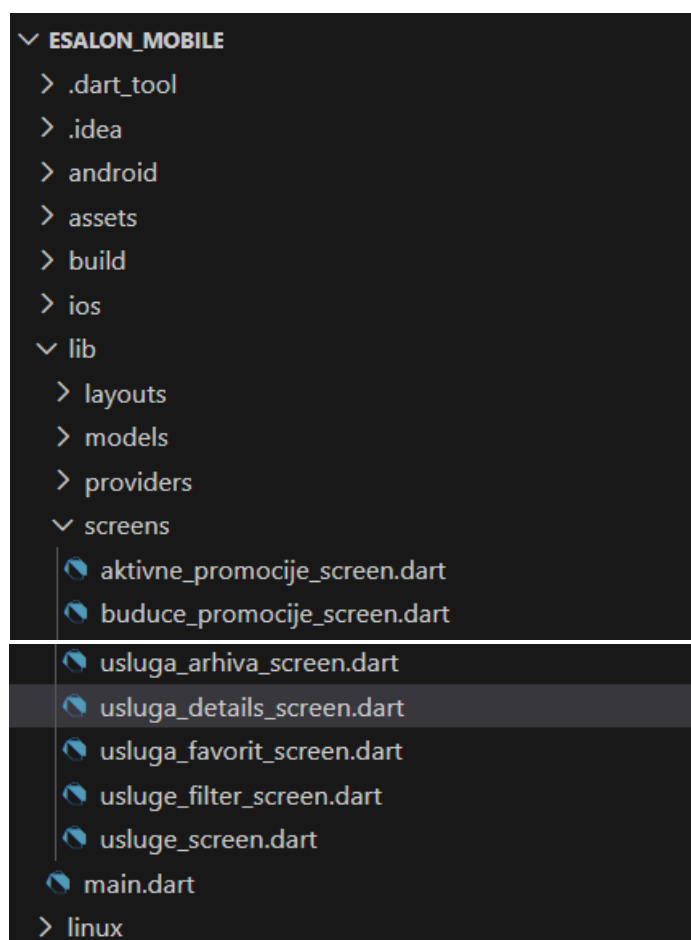 ESALON_MOBILE
.dart_tool
.idea
android
assets
build
ios
lib
layouts
models
providers
screens
aktivne_promocije_screen.dart
buduce_promocije_screen.dart
usluga_arhiva_screen.dart
usluga_details_screen.dart
usluga_favorit_screen.dart
usluge_filter_screen.dart
usluge_screen.dart
main.dart
linux